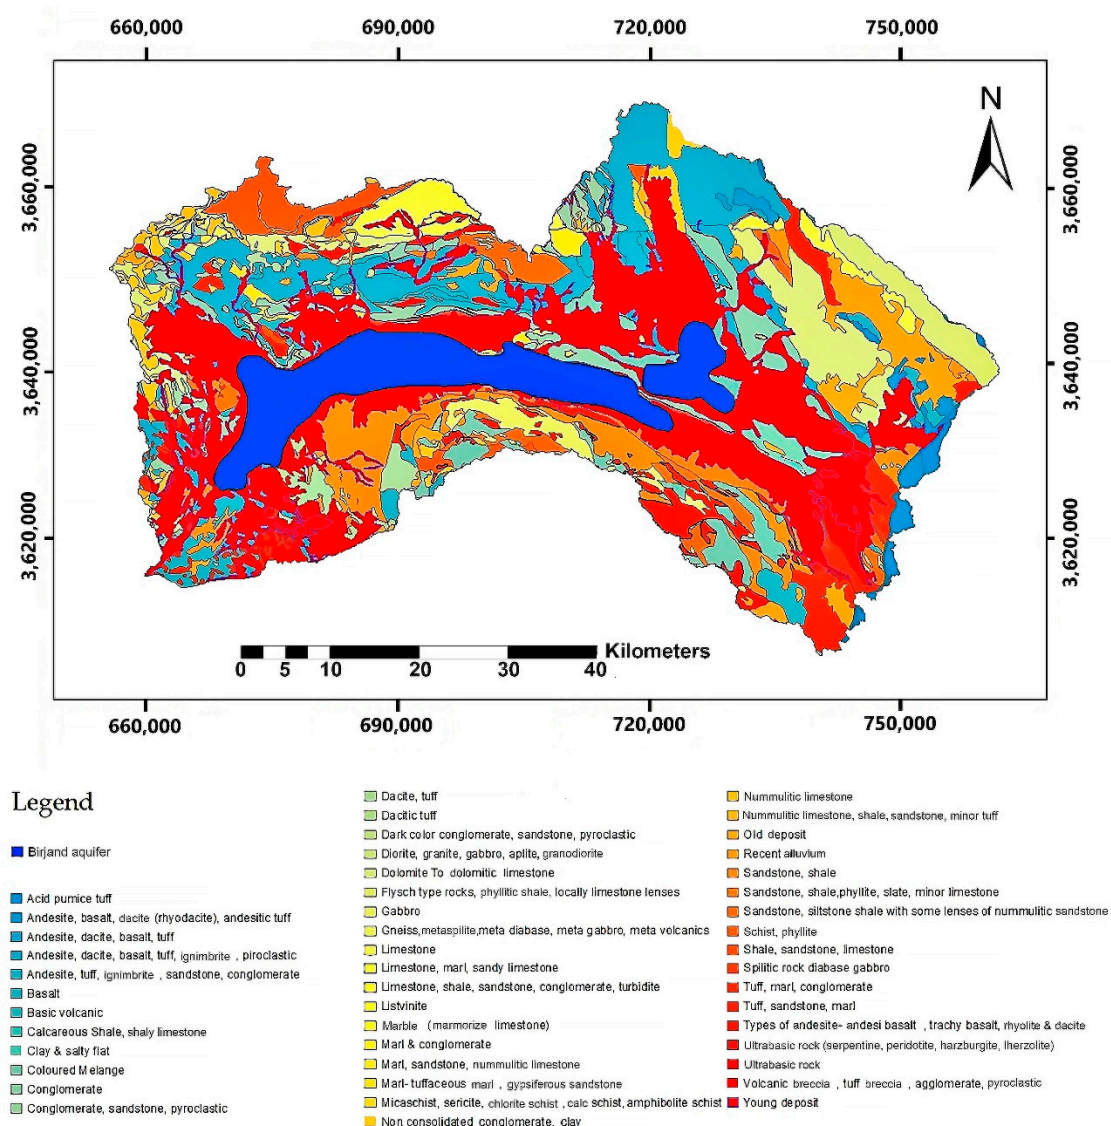 660,000 690,000 720,000 750,000
N
3,660,000 3,660,000
3,640,000 3,640,000
3,620,000 3,620,000
Kilometers
0 5 10 20 30 40
660,000 690,000 720,000 750,000
Legend
Birjand aquifer
Acid pumice tuff
Andesite, basalt, dacite (rhyodacite), andesitic tuff
Andesite, dacite, basalt, tuff
Andesite, dacite, basalt, tuff, ignimbrite , piroclastic
Andesite, tuff, ignimbrite , sandstone, conglomerate
Basalt
Basic volcanic
Calcareous Shale, shaly limestone
Clay & salty flat
Coloured Melange
Conglomerate
Conglomerate, sandstone, pyroclastic
Dacite, tuff
Dacitic tuff
Dark color conglomerate, sandstone, pyroclastic
Diorite, granite, gabbro, aplite, granodiorite
Dolomite To dolomitic limestone
Flysch type rocks, phyllitic shale, locally limestone lenses
Gabbro
Gneiss,metaspilite,meta diabase, meta gabbro, meta volcanics
Limestone
Limestone, marl, sandy limestone
Limestone, shale, sandstone, conglomerate, turbidite
Listvinite
Marble (marmorize limestone)
Marl & conglomerate
Marl, sandstone, nummulitic limestone
Marl- tuffaceous marl , gypsiferous sandstone
Micaschist, sericite, chlorite schist , calc schist, amphibolite schist
Non consolidated conglomerate, clay
Nummulitic limestone
Nummulitic limestone, shale, sandstone, minor tuff
Old deposit
Recent alluvium
Sandstone, shale
Sandstone, shale,phyllite, slate, minor limestone
Sandstone, siltstone shale with some lenses of nummulitic sandstone
Schist, phyllite
Shale, sandstone, limestone
Spilitic rock diabase gabbro
Tuff, marl, conglomerate
Tuff, sandstone, marl
Types of andesite- andesi basalt , trachy basalt, rhyolite & dacite
Ultrabasic rock (serpentine, peridotite, harzburgite, lherzolite)
Ultrabasic rock
Volcanic breccia , tuff breccia , agglomerate, pyroclastic
Young deposit